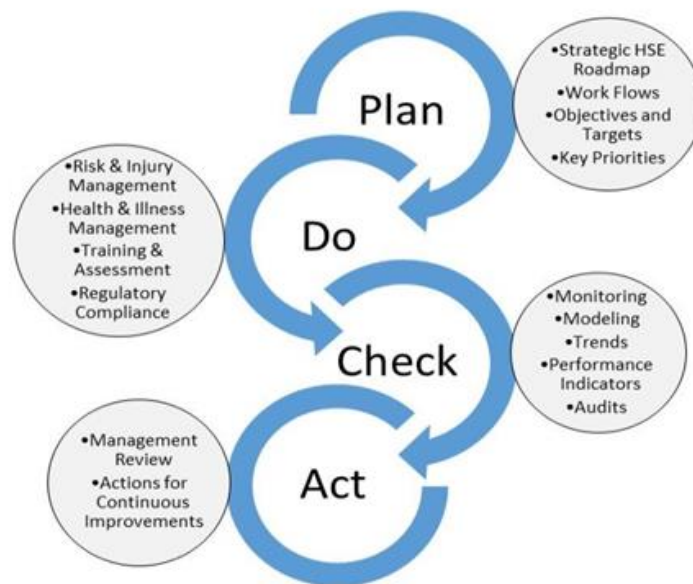 Plan
•Strategic HSE
Roadmap
•Work Flows
•Objectives and
Targets
•Key Priorities
Do
•Risk & Injury
Management
•Health & Illness
Management
•Training &
Assessment
•Regulatory
Compliance
Check
•Monitoring
•Modeling
•Trends
•Performance
Indicators
•Audits
Act
•Management
Review
•Actions for
Continuous
Improvements